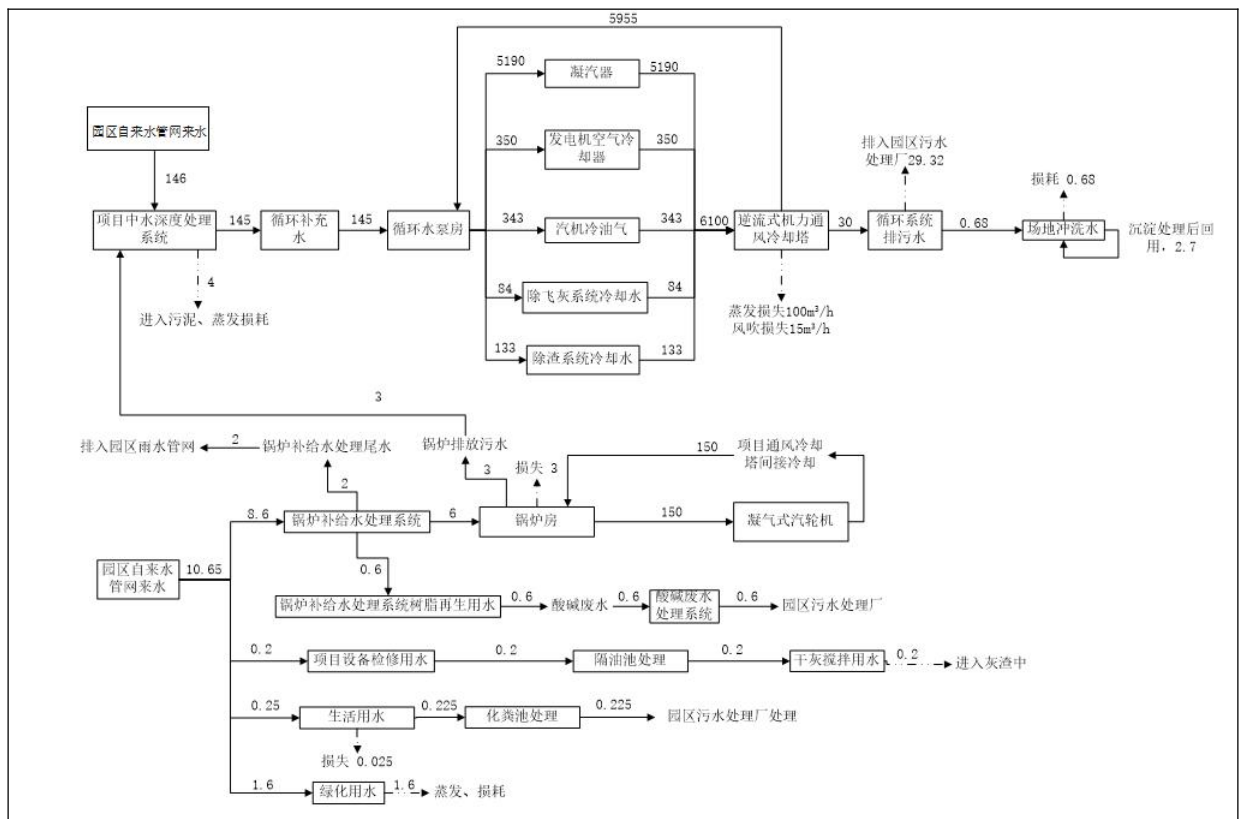 5955
5190
凝汽器
5190
园区自来水管网来水
350
发电机空气冷
却器
350
排入园区污水
处理厂29.32
146
损耗 0.68
项目中水深度处理
系统
145
循环补充
水
145
循环水泵房
343
汽机冷油气
343
6100
逆流式机力通
风冷却塔
30
循环系统
排污水
0.68
场地冲洗水
沉淀处理后回
用，2.7
4
进入污泥、蒸发损耗
84
除飞灰系统冷却水
84
蒸发损失100m³/h
风吹损失15m³/h
133
除渣系统冷却水
133
3
排入园区雨水管网
2
锅炉补给水处理尾水
锅炉排放污水
150
项目通风冷却
塔间接冷却
损失 3
3
2
8.6
锅炉补给水处理系统
6
锅炉房
150
凝气式汽轮机
园区自来水
管网来水
10.65
0.6
锅炉补给水处理系统树脂再生用水
0.6
酸碱废水
0.6
酸碱废水
处理系统
0.6
园区污水处理厂
0.2
项目设备检修用水
0.2
隔油池处理
0.2
干灰搅拌用水
0.2
进入灰渣中
0.25
生活用水
0.225
化粪池处理
0.225
园区污水处理厂处理
损失 0.025
1.6
绿化用水
1.6
蒸发、损耗